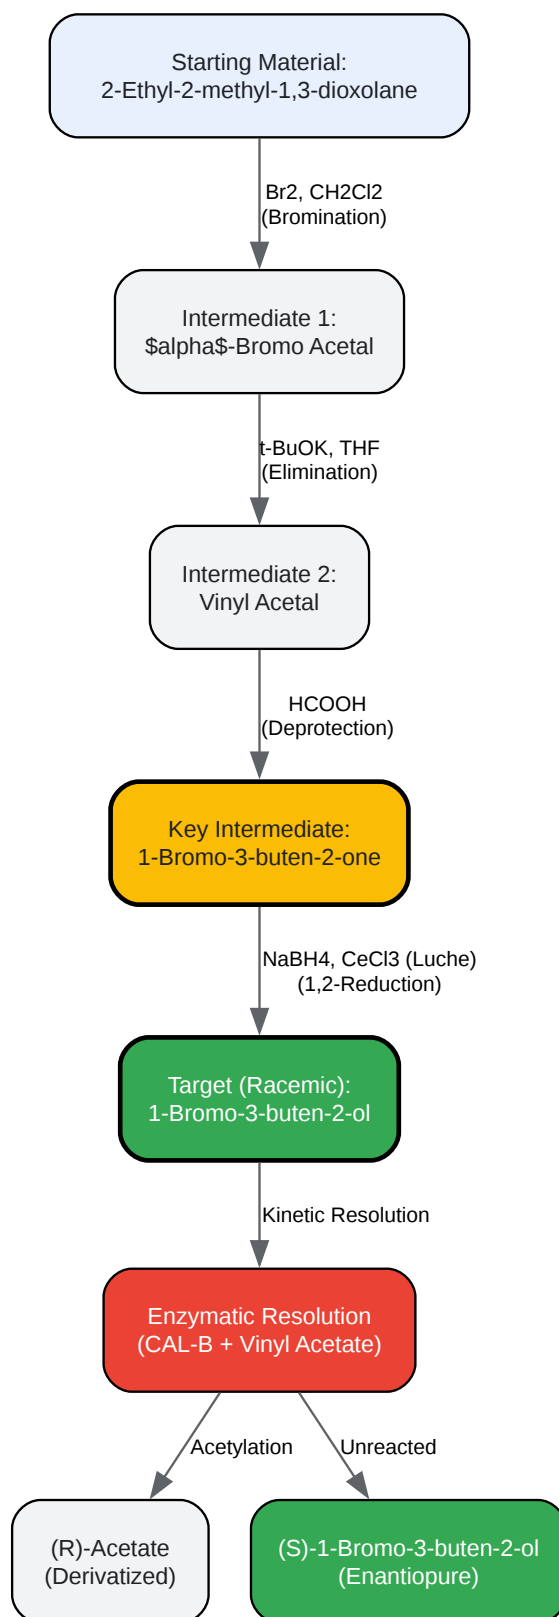 Starting Material:
2-Ethyl-2-methyl-1,3-dioxolane
Br2, CH2Cl2
(Bromination)
Intermediate 1:
$alpha$-Bromo Acetal
t-BuOK, THF
(Elimination)
Intermediate 2:
Vinyl Acetal
HCOOH
(Deprotection)
Key Intermediate:
1-Bromo-3-buten-2-one
NaBH4, CeCl3 (Luche)
(1,2-Reduction)
Target (Racemic):
1-Bromo-3-buten-2-ol
Kinetic Resolution
Enzymatic Resolution
(CAL-B + Vinyl Acetate)
Acetylation
Unreacted
(R)-Acetate
(Derivatized)
(S)-1-Bromo-3-buten-2-ol
(Enantiopure)